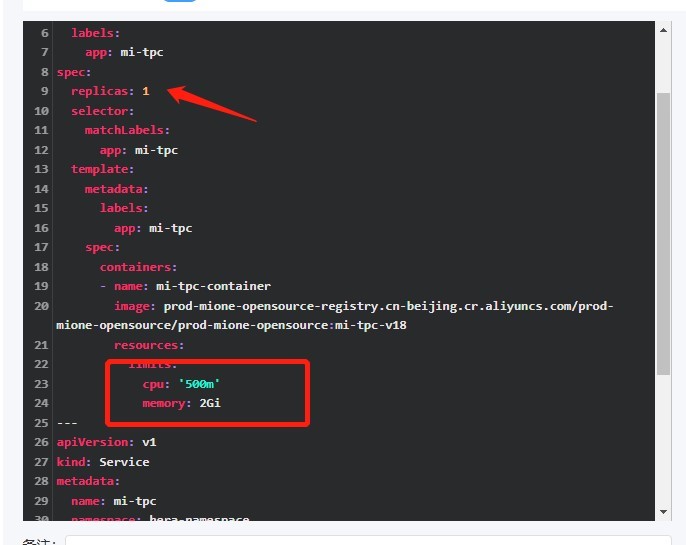 6 labels:
7 app: mi-tpc
8 spec:
9 replicas: 1
10 selector:
11 matchLabels:
12 app: mi-tpc
13 template:
14 metadata:
15 labels:
16 app: mi-tpc
17 spec:
18 containers:
19 - name: mi-tpc-container
20 image: prod-mione-opensource-registry.cn-beijing.cr.aliyuncs.com/prod-
mione-opensource/prod-mione-opensource:mi-tpc-v18
21 resources:
22 limits:
23 cpu: '500m'
24 memory: 2Gi
25 ---
26 apiVersion: v1
27 kind: Service
28 metadata:
29 name: mi-tpc
30 namespace: hera-namespace
备注: